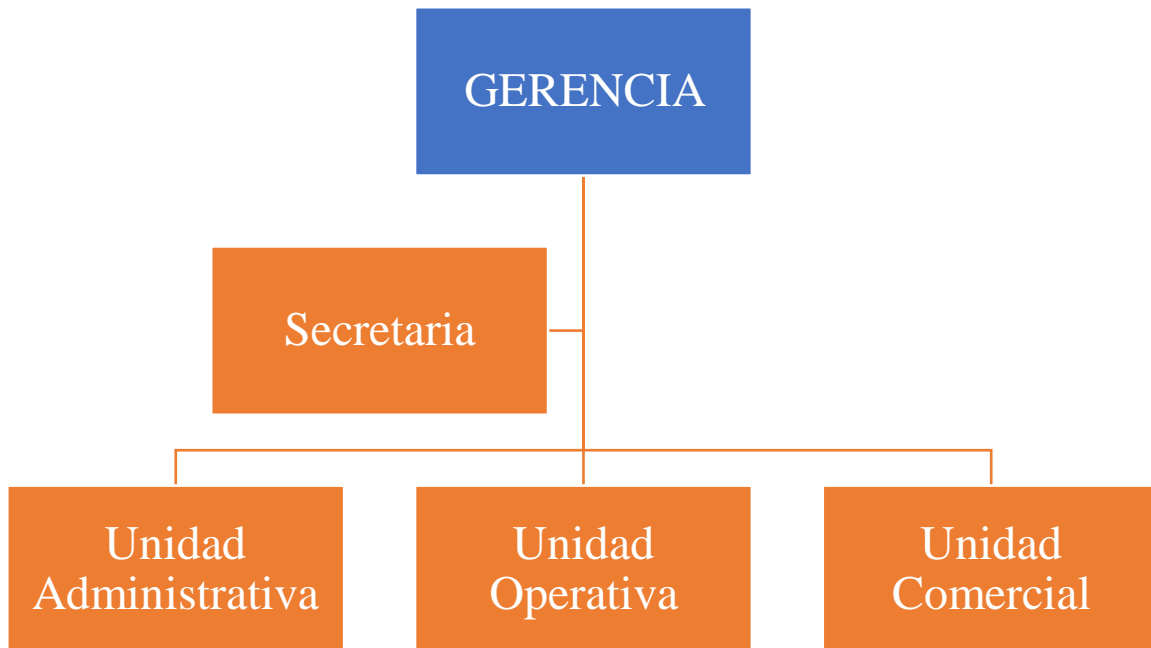 GERENCIA
Secretaria
Unidad
Administrativa
Unidad
Operativa
Unidad
Comercial